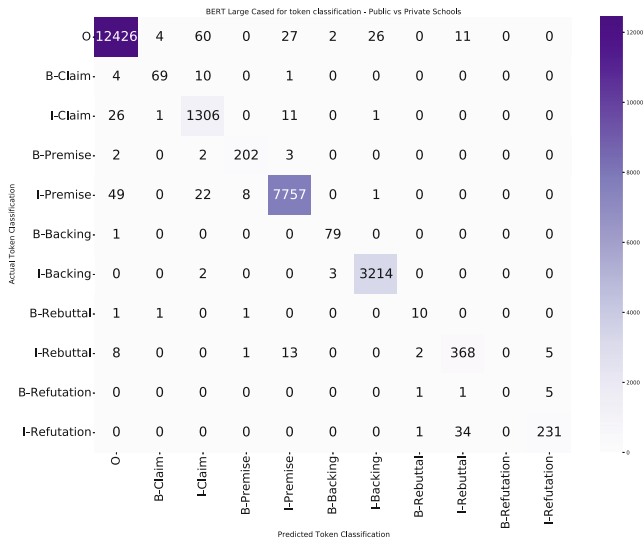 BERT Large Cased for token classification - Public vs Private Schools
O 12426 4 60 0 27 2 26 0 11 0 0
B-Claim 4 69 10 0 1 0 0 0 0 0 0
I-Claim 26 1 1306 0 11 0 1 0 0 0 0
B-Premise 2 0 2 202 3 0 0 0 0 0 0
I-Premise 49 0 22 8 7757 0 1 0 0 0 0
B-Backing 1 0 0 0 0 79 0 0 0 0 0
I-Backing 0 0 2 0 0 3 3214 0 0 0 0
B-Rebuttal 1 1 0 1 0 0 0 10 0 0 0
I-Rebuttal 8 0 0 1 13 0 0 2 368 0 5
B-Refutation 0 0 0 0 0 0 0 1 1 0 5
I-Refutation 0 0 0 0 0 0 0 1 34 0 231
O B-Claim I-Claim B-Premise I-Premise B-Backing I-Backing B-Rebuttal I-Rebuttal B-Refutation I-Refutation
Predicted Token Classification
Actual Token Classification
12000
10000
8000
6000
4000
2000
0